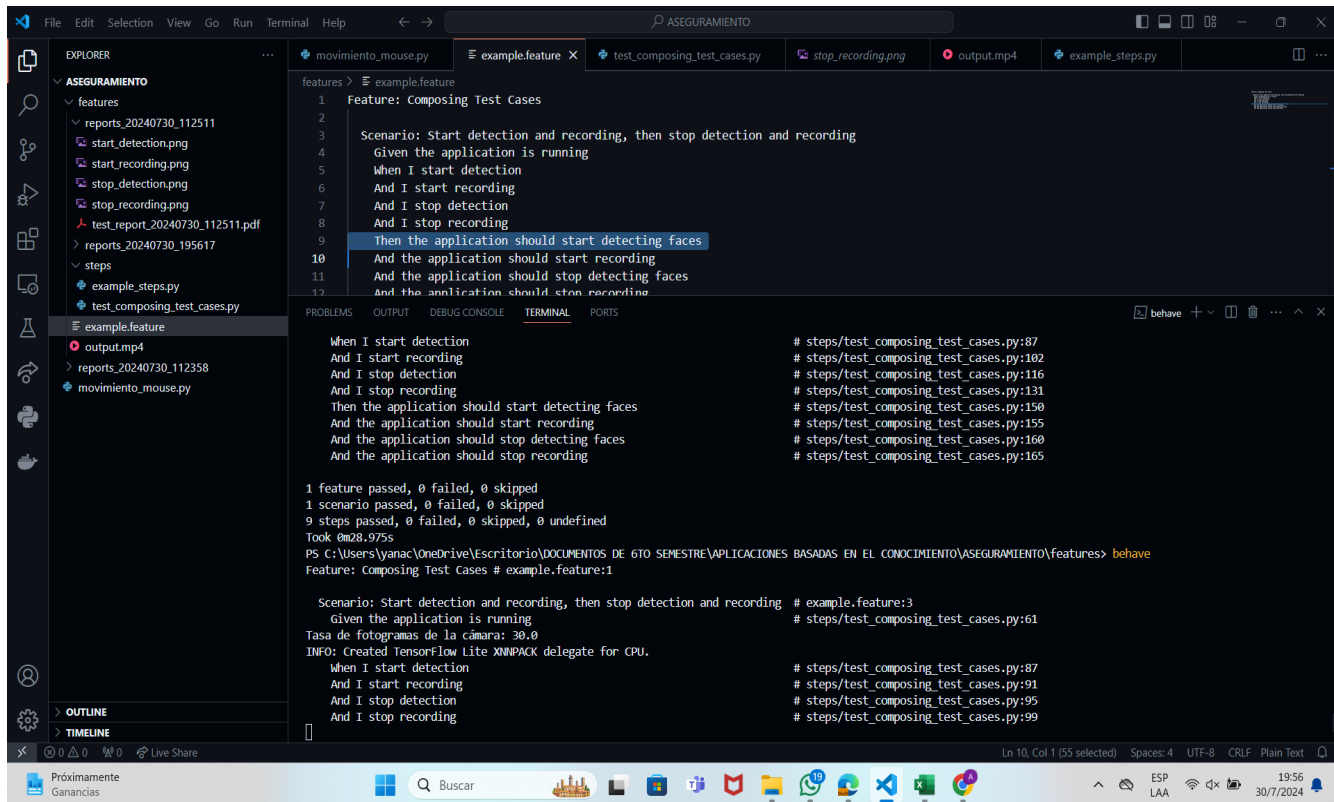 File Edit Selection View Go Run Terminal Help
ASEGURAMIENTO
EXPLORER
ASEGURAMIENTO
features
reports_20240730_112511
start_detection.png
start_recording.png
stop_detection.png
stop_recording.png
test_report_20240730_112511.pdf
reports_20240730_195617
steps
example_steps.py
test_composing_test_cases.py
example.feature
output.mp4
reports_20240730_112358
movimiento_mouse.py
OUTLINE
TIMELINE
movimiento_mouse.py example.feature test_composing_test_cases.py stop_recording.png output.mp4 example_steps.py
features > example.feature
1 Feature: Composing Test Cases
2
3 Scenario: Start detection and recording, then stop detection and recording
4 Given the application is running
5 When I start detection
6 And I start recording
7 And I stop detection
8 And I stop recording
9 Then the application should start detecting faces
10 And the application should start recording
11 And the application should stop detecting faces
12 And the application should stop recording
PROBLEMS OUTPUT DEBUG CONSOLE TERMINAL PORTS
behave
When I start detection # steps/test_composing_test_cases.py:87
And I start recording # steps/test_composing_test_cases.py:102
And I stop detection # steps/test_composing_test_cases.py:116
And I stop recording # steps/test_composing_test_cases.py:131
Then the application should start detecting faces # steps/test_composing_test_cases.py:150
And the application should start recording # steps/test_composing_test_cases.py:155
And the application should stop detecting faces # steps/test_composing_test_cases.py:160
And the application should stop recording # steps/test_composing_test_cases.py:165
1 feature passed, 0 failed, 0 skipped
1 scenario passed, 0 failed, 0 skipped
9 steps passed, 0 failed, 0 skipped, 0 undefined
Took 0m28.975s
PS C:\Users\yanac\OneDrive\Escritorio\DOCUMENTOS DE 6TO SEMESTRE\APLICACIONES BASADAS EN EL CONOCIMIENTO\ASEGURAMIENTO\features> behave
Feature: Composing Test Cases # example.feature:1
Scenario: Start detection and recording, then stop detection and recording # example.feature:3
Given the application is running # steps/test_composing_test_cases.py:61
Tasa de fotogramas de la cámara: 30.0
INFO: Created TensorFlow Lite XNNPACK delegate for CPU.
When I start detection # steps/test_composing_test_cases.py:87
And I start recording # steps/test_composing_test_cases.py:91
And I stop detection # steps/test_composing_test_cases.py:95
And I stop recording # steps/test_composing_test_cases.py:99
0 0 0 Live Share
Ln 10, Col 1 (55 selected) Spaces: 4 UTF-8 CRLF Plain Text
Próximamente
Ganancias
Buscar
19
A
ESP
LAA
19:56
30/7/2024